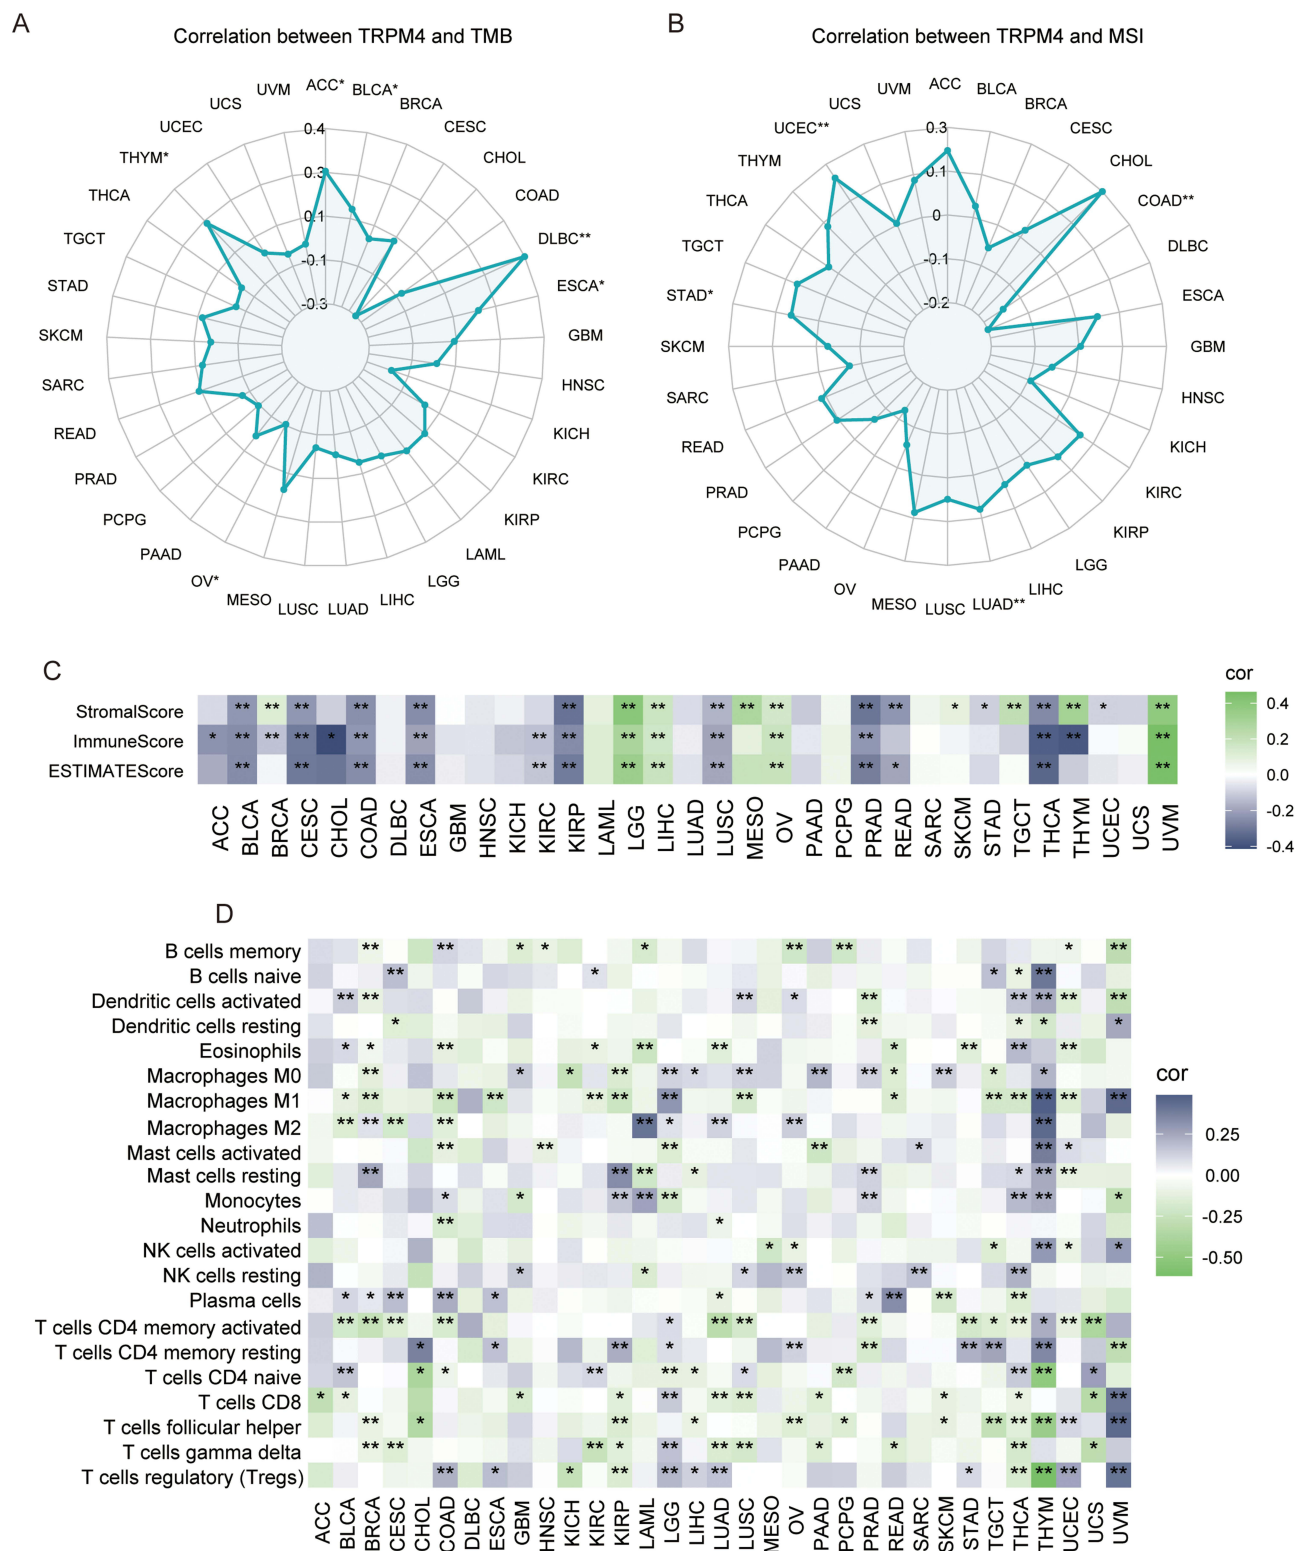 A
Correlation between TRPM4 and TMB
ACC*
BLCA*
BRCA
CESC
CHOL
COAD
DLBC**
ESCA*
GBM
HNSC
KICH
KIRC
KIRP
LAML
LGG
LIHC
LUAD
LUSC
MESO
OV*
PAAD
PCPG
PRAD
READ
SARC
SKCM
STAD
TGCT
THCA
THYM*
UCEC
UCS
UVM
0.4
0.3
0.1
-0.1
-0.3
B
Correlation between TRPM4 and MSI
ACC
BLCA
BRCA
CESC
CHOL
COAD**
DLBC
ESCA
GBM
HNSC
KICH
KIRC
KIRP
LGG
LIHC
LUAD**
LUSC
MESO
OV
PAAD
PCPG
PRAD
READ
SARC
SKCM
STAD*
TGCT
THCA
THYM
UCEC**
UCS
UVM
0.3
0.1
0
-0.1
-0.2
C
StromalScore
ImmuneScore
ESTIMATEScore
ACC BLCA BRCA CESC CHOL COAD DLBC ESCA GBM HNSC KICH KIRC KIRP LAML LGG LIHC LUAD LUSC MESO OV PAAD PCPG PRAD READ SARC SKCM STAD TGCT THCA THYM UCEC UCS UVM
cor
0.4
0.2
0.0
-0.2
-0.4
D
B cells memory
B cells naive
Dendritic cells activated
Dendritic cells resting
Eosinophils
Macrophages M0
Macrophages M1
Macrophages M2
Mast cells activated
Mast cells resting
Monocytes
Neutrophils
NK cells activated
NK cells resting
Plasma cells
T cells CD4 memory activated
T cells CD4 memory resting
T cells CD4 naive
T cells CD8
T cells follicular helper
T cells gamma delta
T cells regulatory (Tregs)
ACC BLCA BRCA CESC CHOL COAD DLBC ESCA GBM HNSC KICH KIRC KIRP LAML LGG LIHC LUAD LUSC MESO OV PAAD PCPG PRAD READ SARC SKCM STAD TGCT THCA THYM UCEC UCS UVM
cor
0.25
0.00
-0.25
-0.50